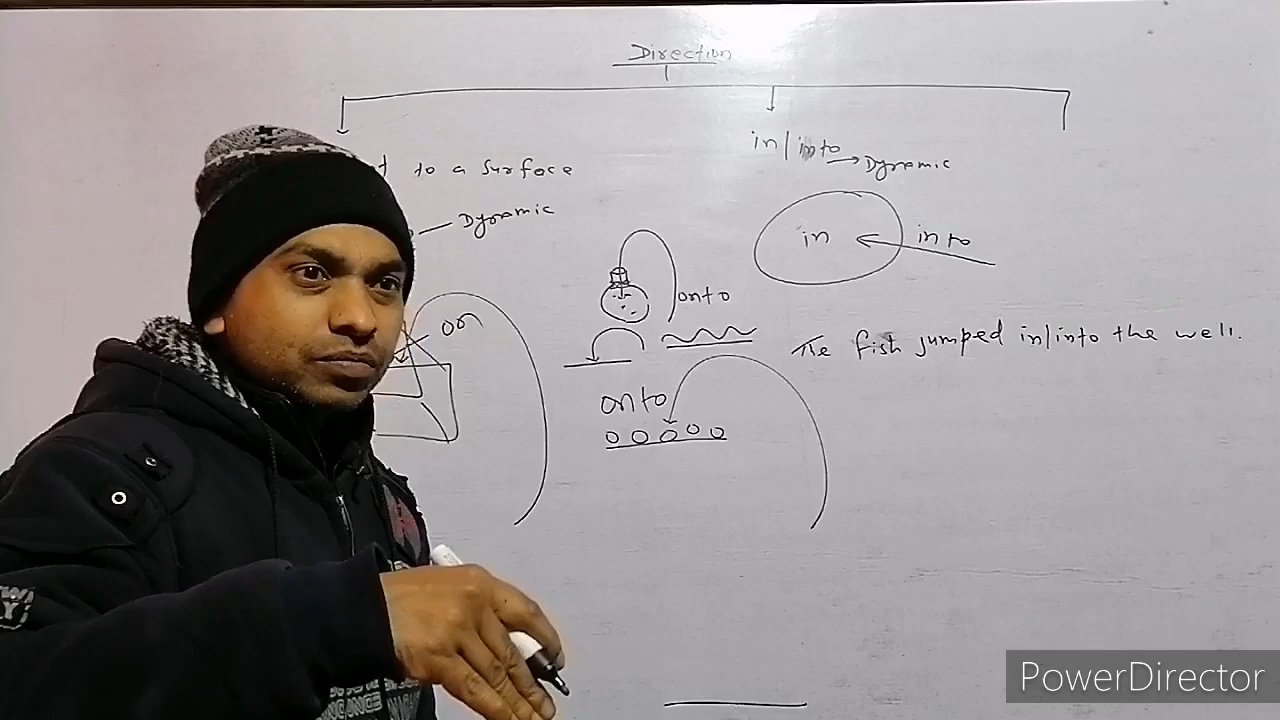 Direction
to a surface
Dynamic
in/into → Dynamic
in
into
on
onto
onto
The fish jumped in/into the well.
PowerDirector